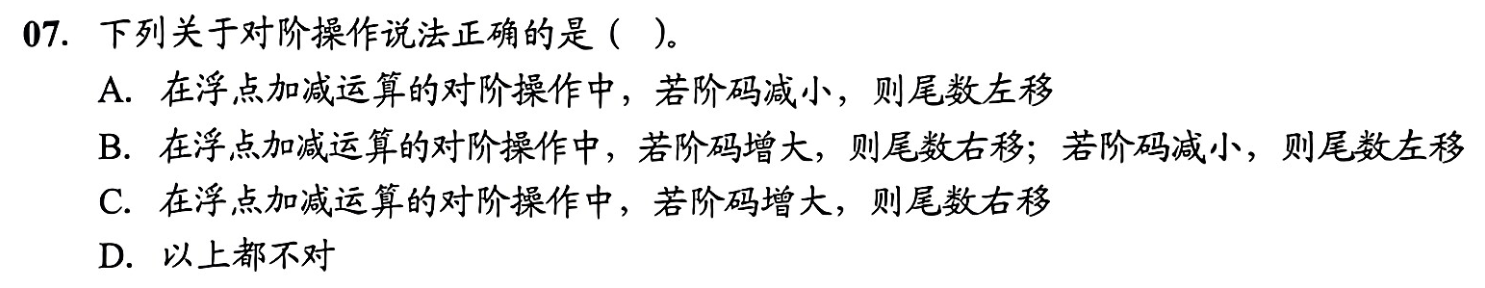 07. 下列关于对阶操作说法正确的是（ ）。
A. 在浮点加减运算的对阶操作中，若阶码减小，则尾数左移
B. 在浮点加减运算的对阶操作中，若阶码增大，则尾数右移；若阶码减小，则尾数左移
C. 在浮点加减运算的对阶操作中，若阶码增大，则尾数右移
D. 以上都不对